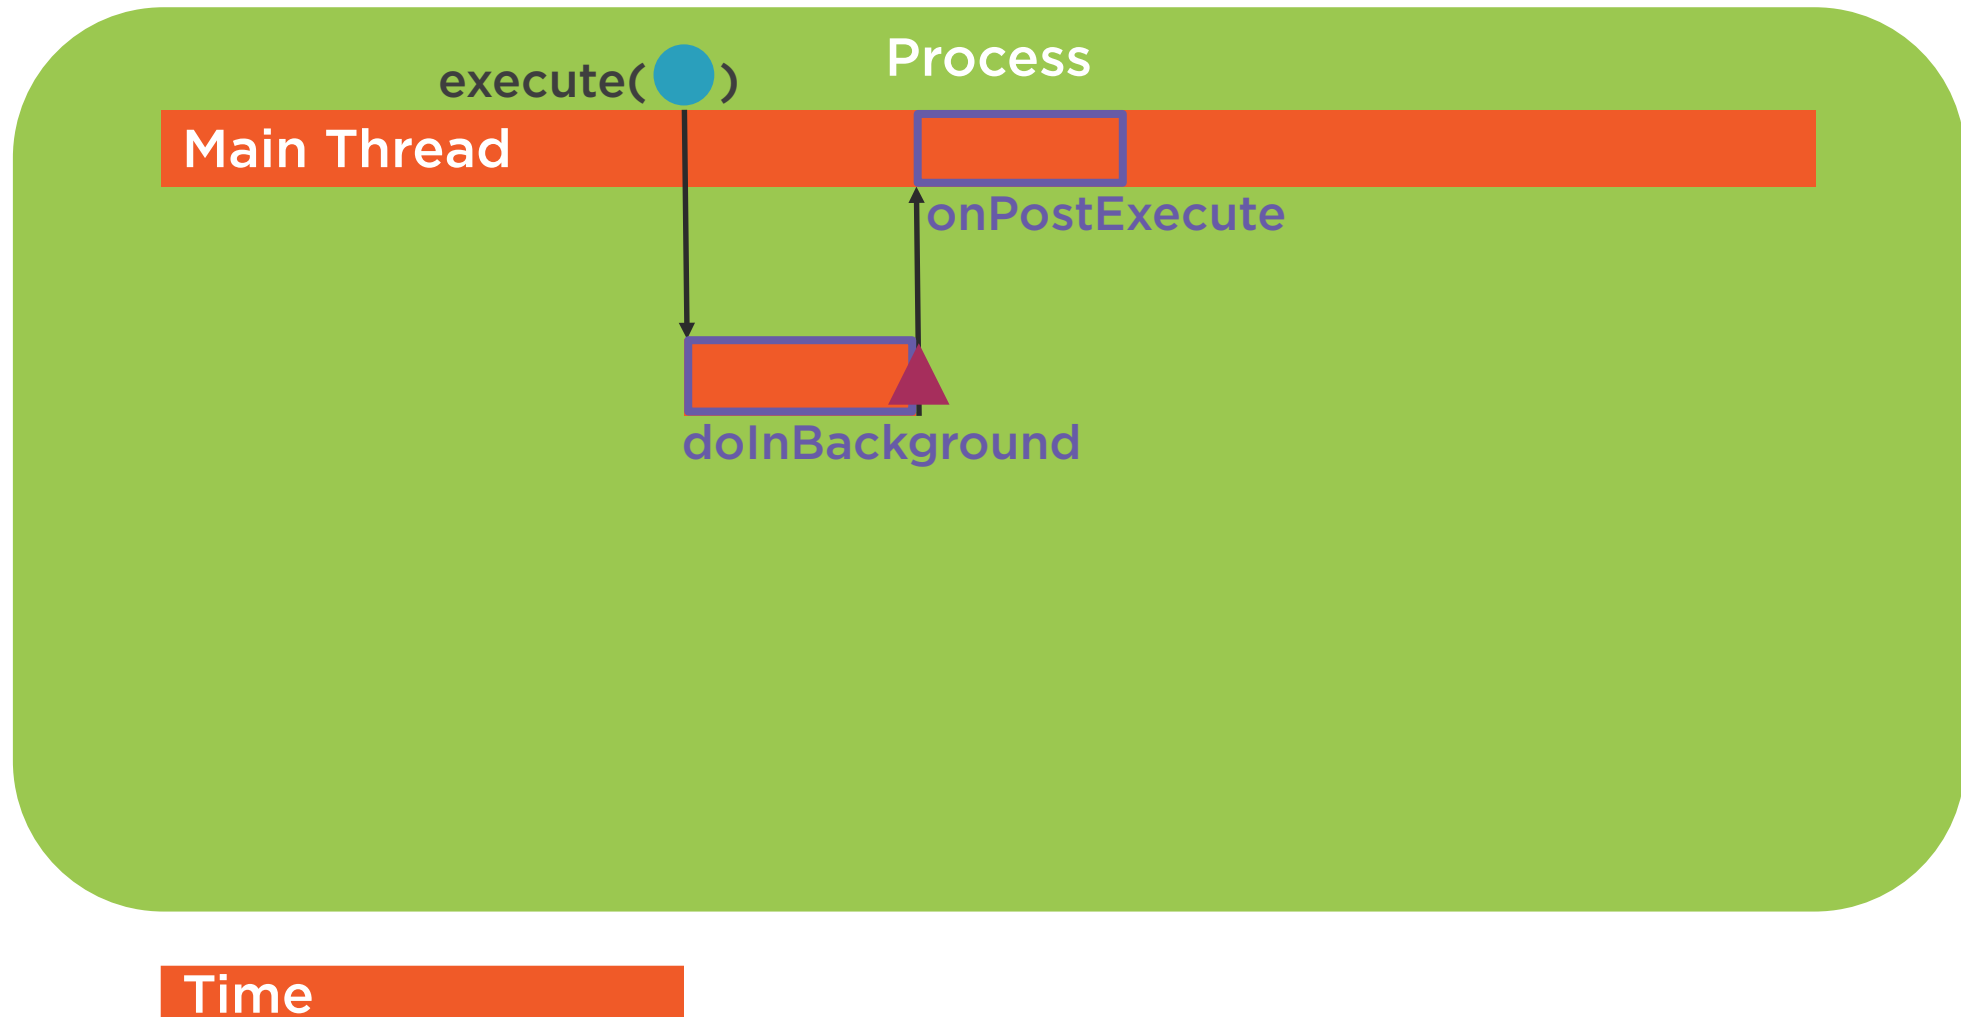 Process
execute( )
Main Thread
onPostExecute
doInBackground
Time